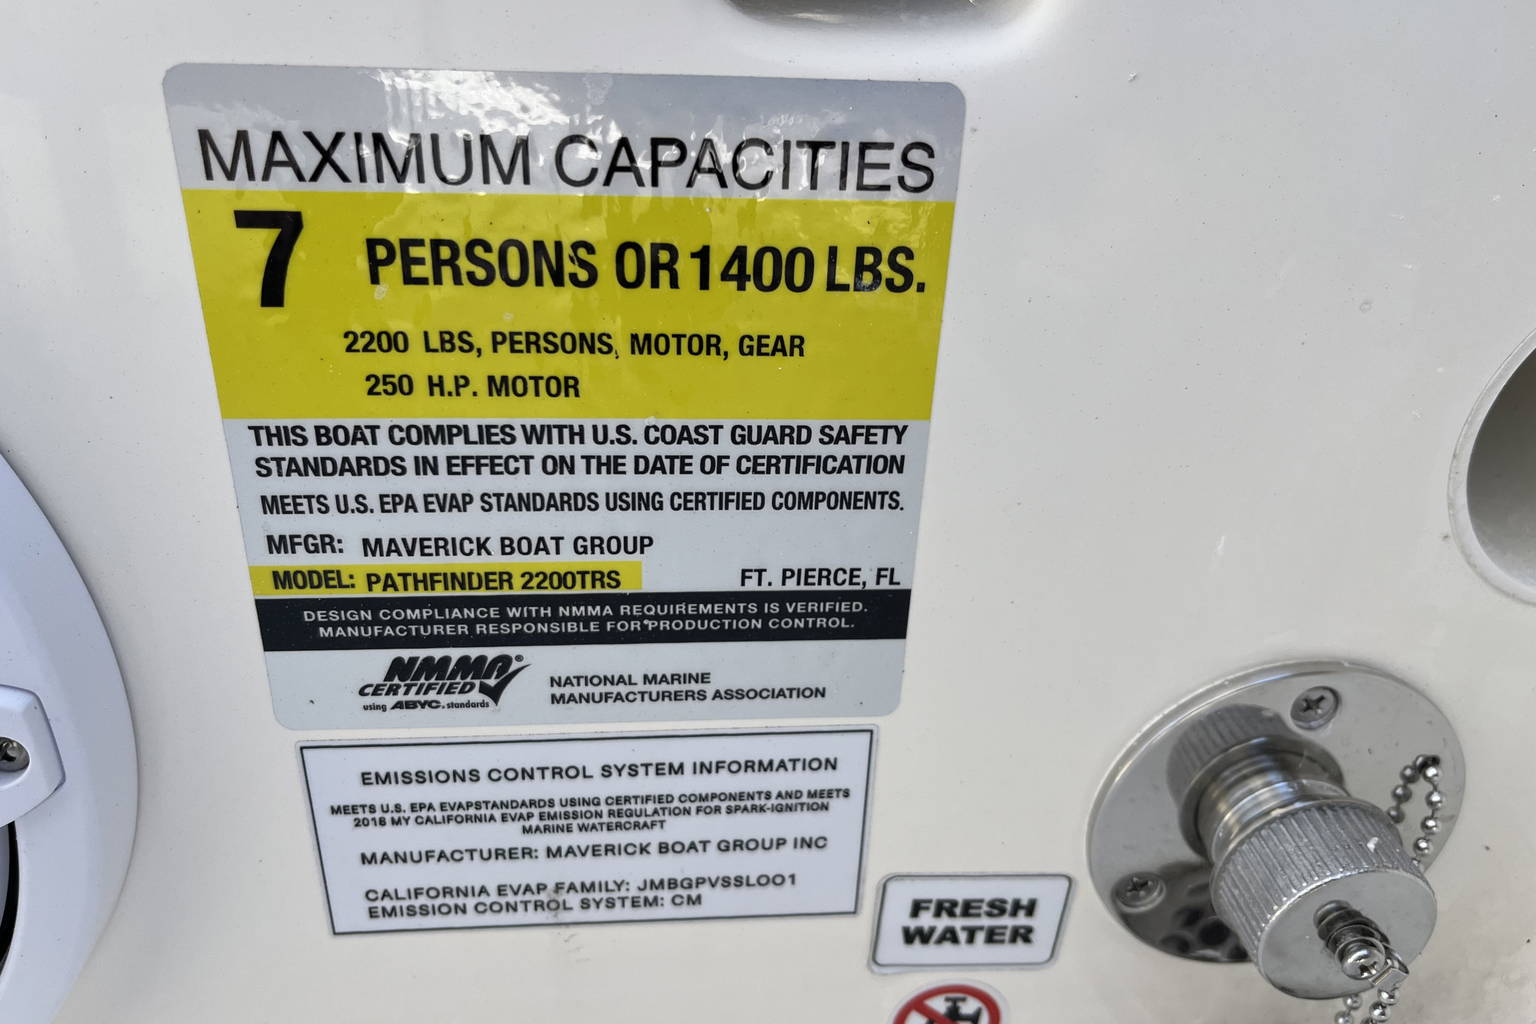 MAXIMUM CAPACITIES
7 PERSONS OR 1400 LBS.
2200 LBS, PERSONS, MOTOR, GEAR
250 H.P. MOTOR
THIS BOAT COMPLIES WITH U.S. COAST GUARD SAFETY
STANDARDS IN EFFECT ON THE DATE OF CERTIFICATION
MEETS U.S. EPA EVAP STANDARDS USING CERTIFIED COMPONENTS.
MFGR: MAVERICK BOAT GROUP
MODEL: PATHFINDER 2200TRS FT. PIERCE, FL
DESIGN COMPLIANCE WITH NMMA REQUIREMENTS IS VERIFIED.
MANUFACTURER RESPONSIBLE FOR PRODUCTION CONTROL.
NMMA®
CERTIFIED
using ABYC. standards
NATIONAL MARINE
MANUFACTURERS ASSOCIATION
EMISSIONS CONTROL SYSTEM INFORMATION
MEETS U.S. EPA EVAPSTANDARDS USING CERTIFIED COMPONENTS AND MEETS
2018 MY CALIFORNIA EVAP EMISSION REGULATION FOR SPARK-IGNITION
MARINE WATERCRAFT
MANUFACTURER: MAVERICK BOAT GROUP INC
CALIFORNIA EVAP FAMILY: JMBGPVSSL001
EMISSION CONTROL SYSTEM: CM
FRESH
WATER